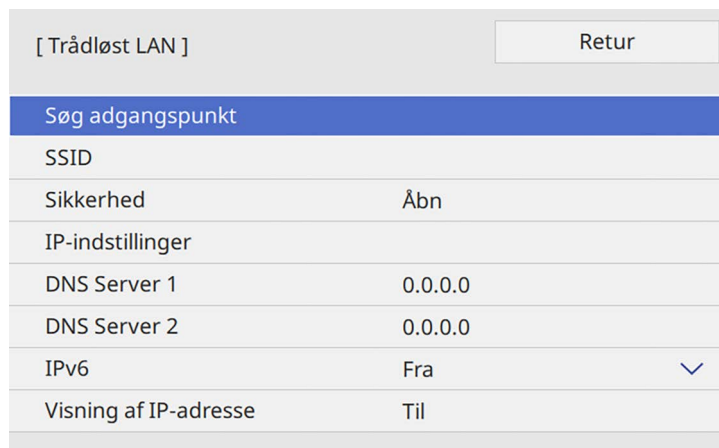 [ Trådløst LAN ] Retur
Søg adgangspunkt
SSID
Sikkerhed Åbn
IP-indstillinger
DNS Server 1 0.0.0.0
DNS Server 2 0.0.0.0
IPv6 Fra
Visning af IP-adresse Til